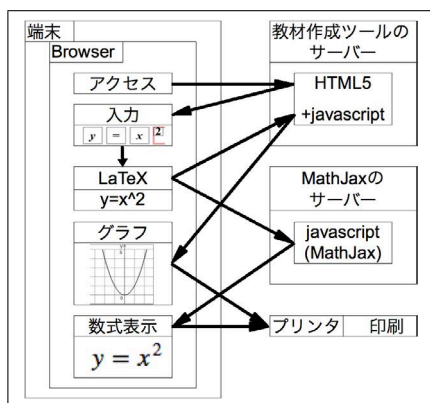 端末
Browser
アクセス
入力
y = x 2
LaTeX
y=x^2
グラフ
数式表示
y = x²
教材作成ツールの
サーバー
HTML5
+javascript
MathJaxの
サーバー
javascript
(MathJax)
プリンタ 印刷